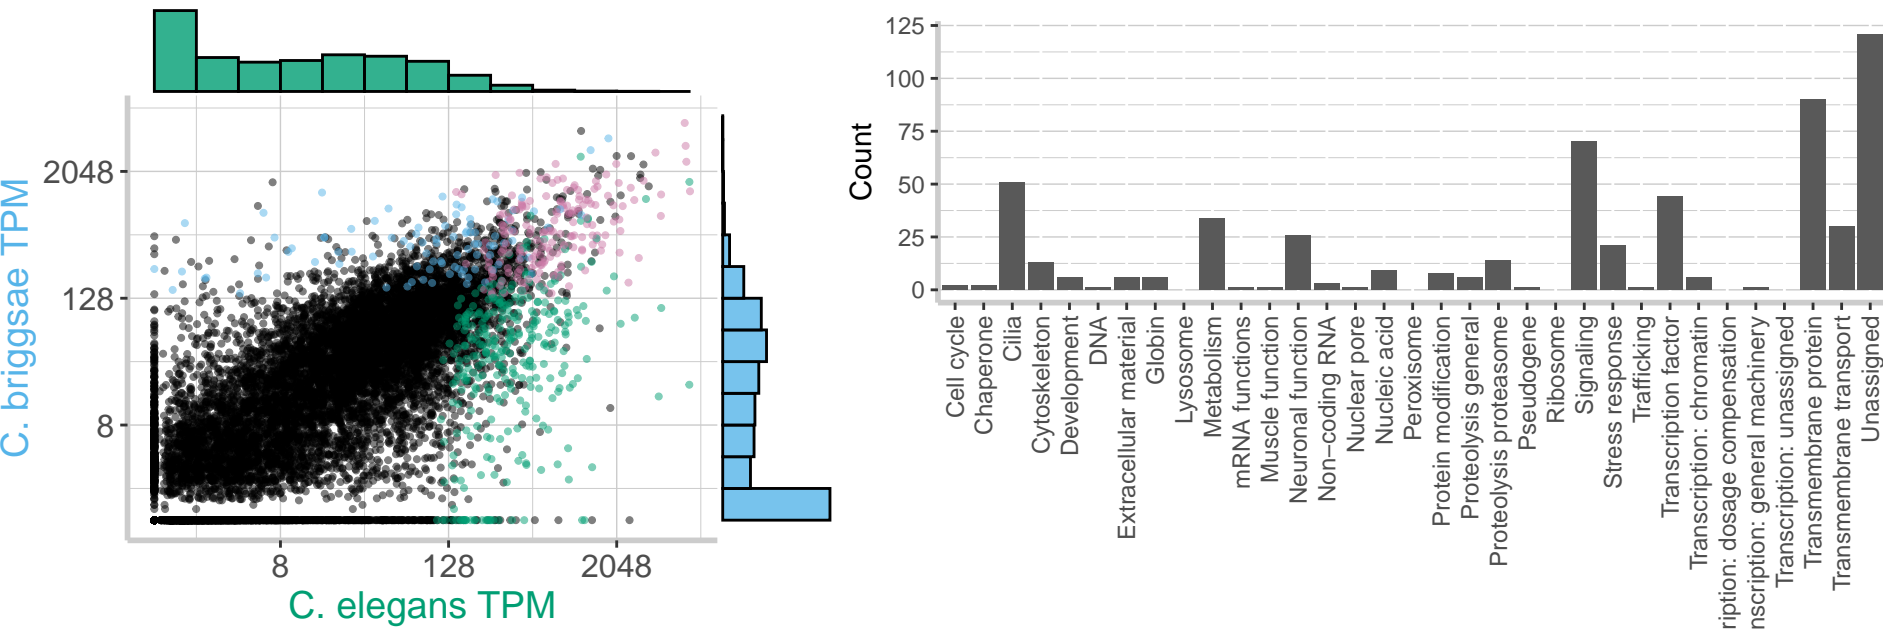 C. briggsae TPM
2048
128
8
8
128
2048
C. elegans TPM
Count
125
100
75
50
25
0
Cell cycle
Chaperone
Cilia
Cytoskeleton
Development
DNA
Extracellular material
Globin
Lysosome
Metabolism
mRNA functions
Muscle function
Neuronal function
Non−coding RNA
Nuclear pore
Nucleic acid
Peroxisome
Protein modification
Proteolysis general
Proteolysis proteasome
Pseudogene
Ribosome
Signaling
Stress response
Trafficking
Transcription factor
Transcription: chromatin
ription: dosage compensation
nscription: general machinery
Transcription: unassigned
Transmembrane protein
Transmembrane transport
Unassigned